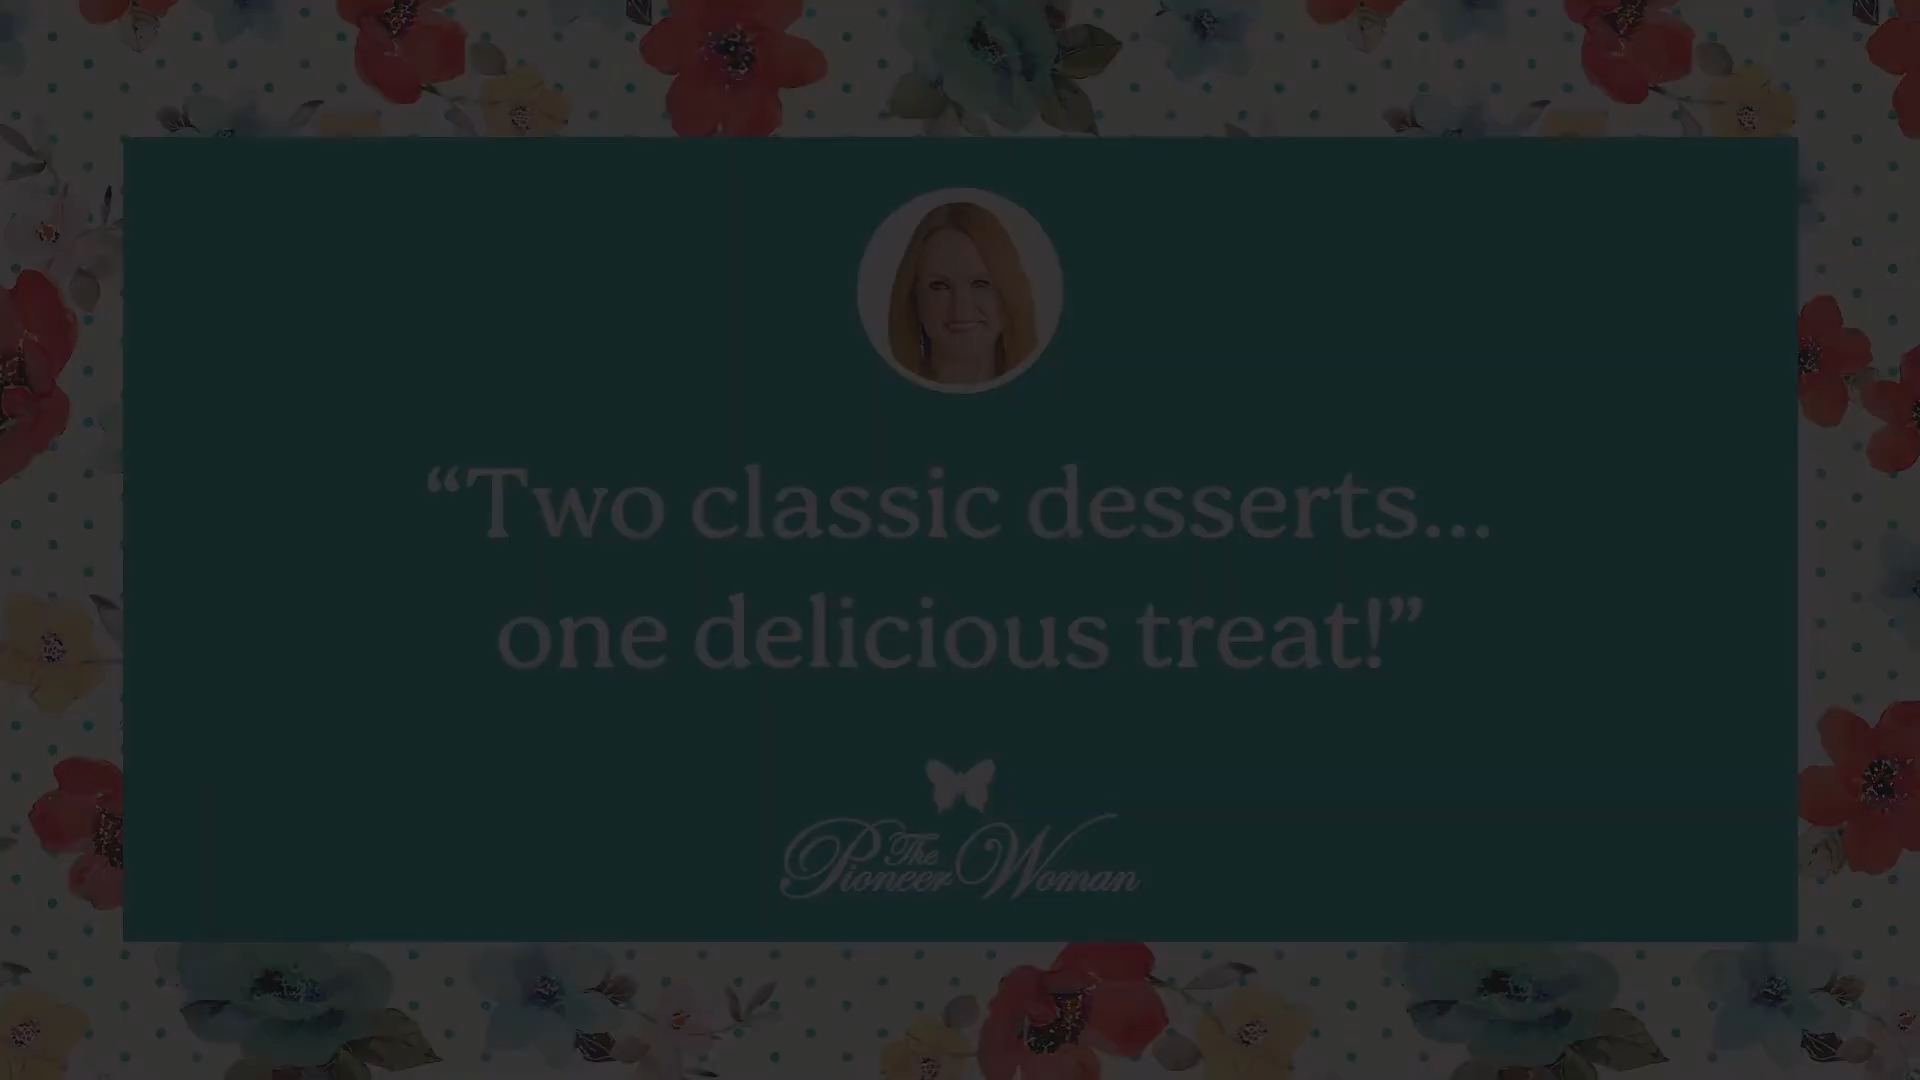 “Two classic desserts...
one delicious treat!”
The
Pioneer Woman